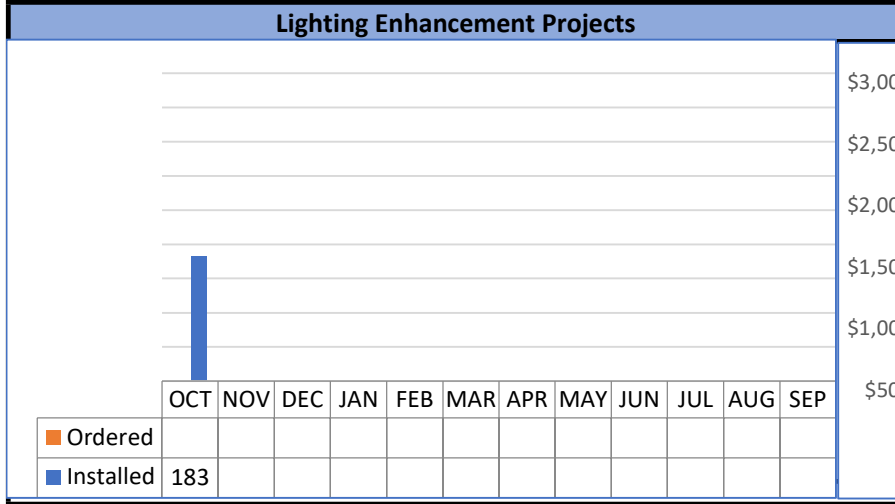 Lighting Enhancement Projects
OCT NOV DEC JAN FEB MAR APR MAY JUN JUL AUG SEP
Ordered
Installed 183
$3,00
$2,50
$2,00
$1,50
$1,00
$50